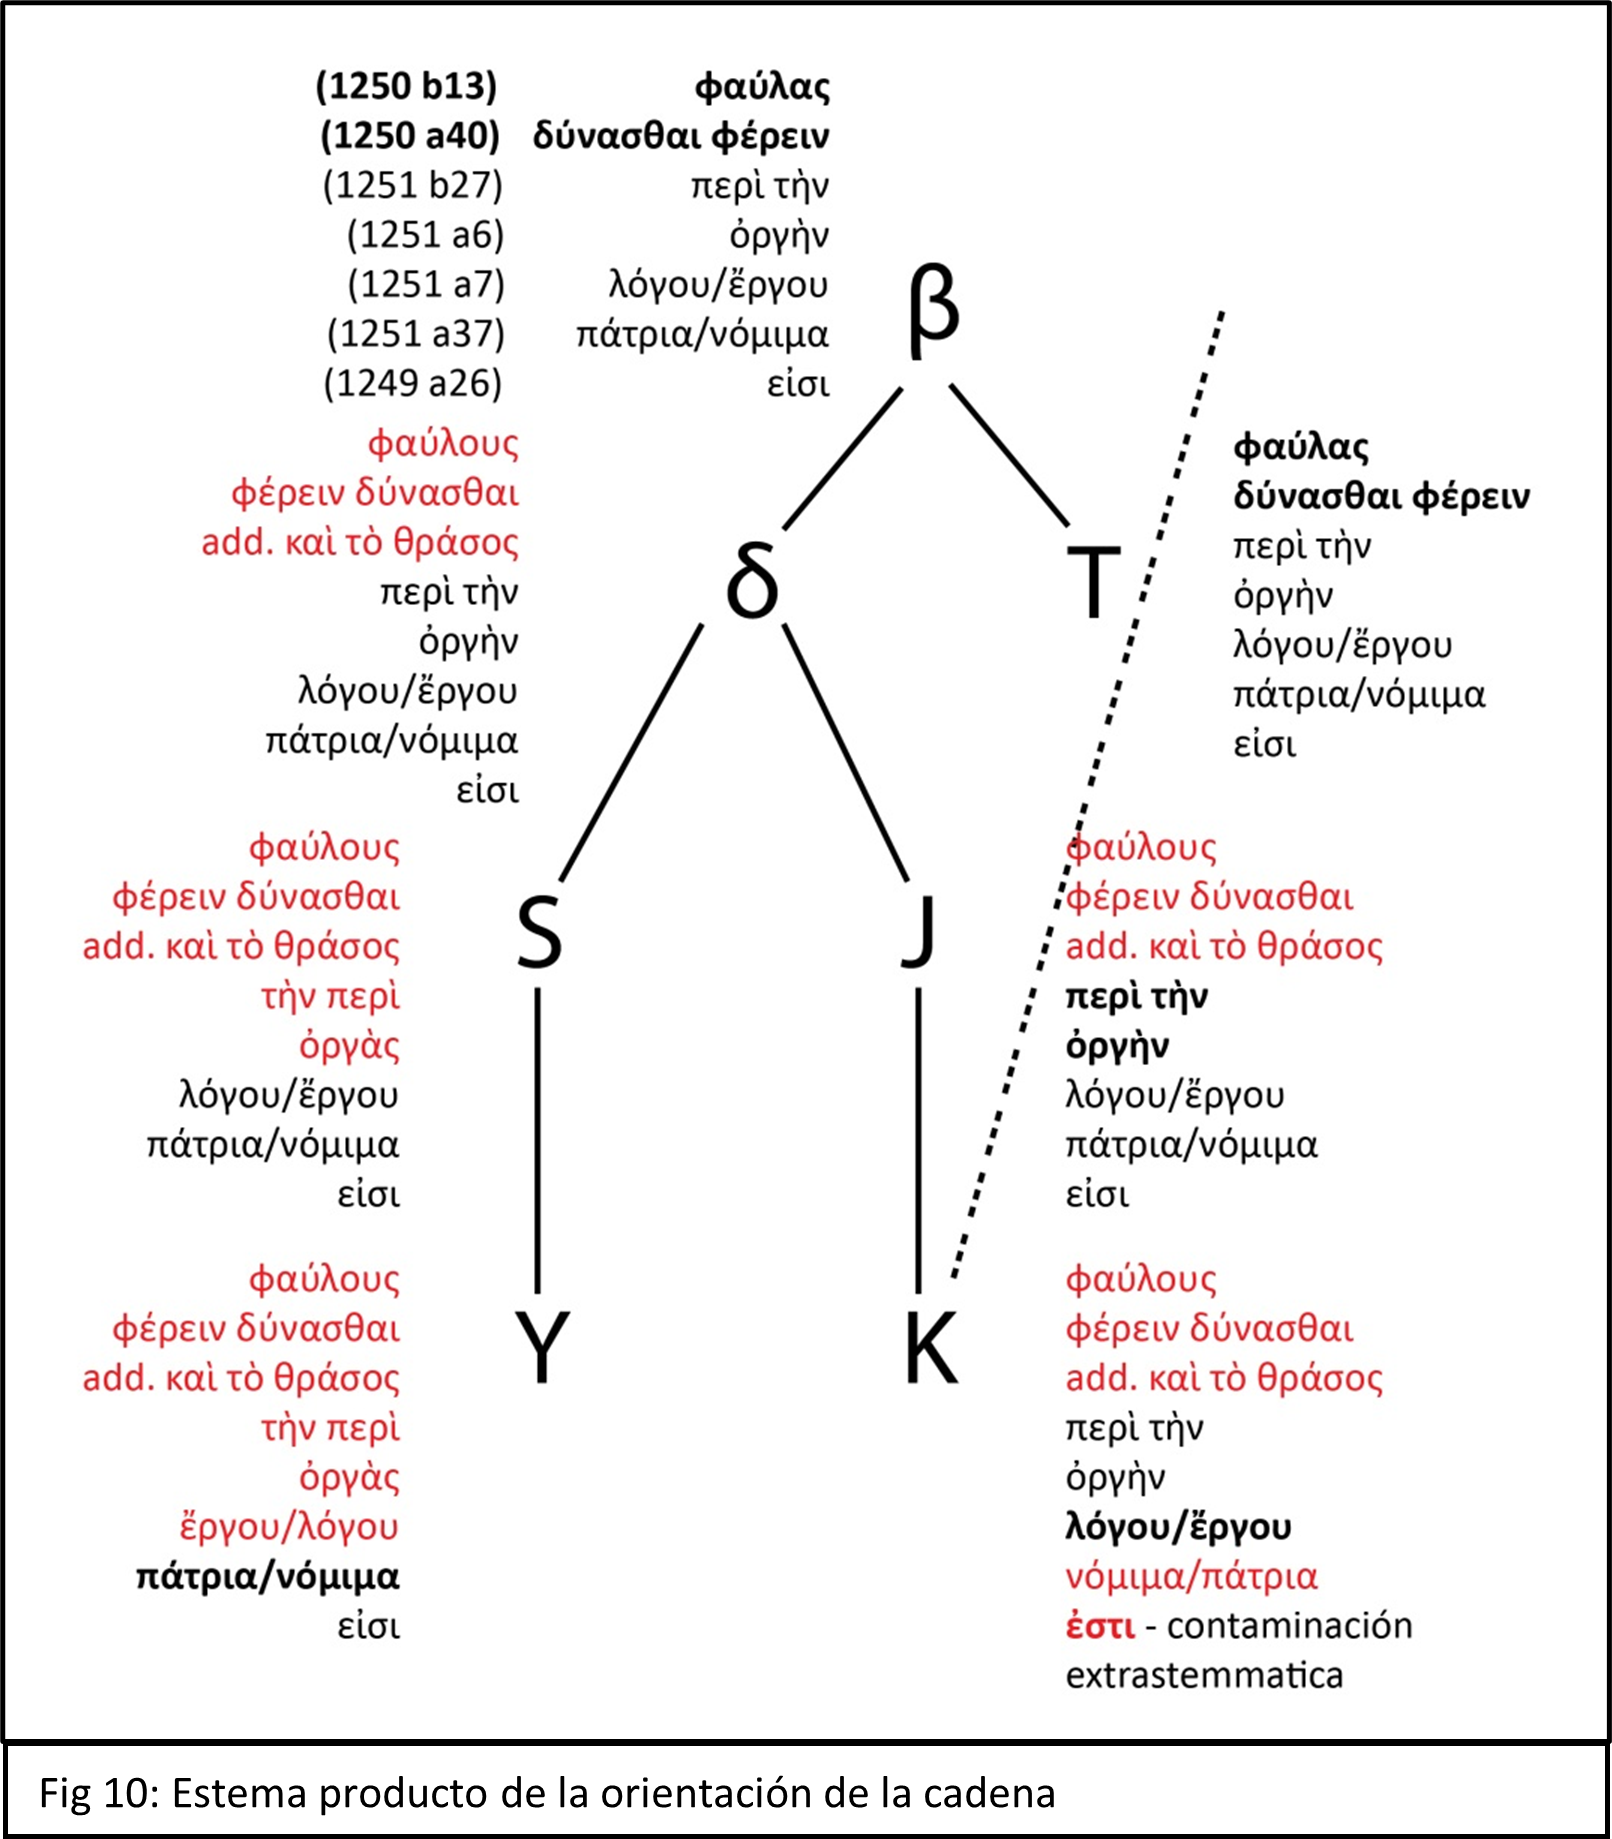 (1250 b13) φαύλας
(1250 a40) δύνασθαι φέρειν
(1251 b27) περὶ τὴν
(1251 a6) ὀργὴν
(1251 a7) λόγου/ἔργου
(1251 a37) πάτρια/νόμιμα
(1249 a26) εἰσι
β
φαύλους
φέρειν δύνασθαι
add. καὶ τὸ θράσος
περὶ τὴν
ὀργὴν
λόγου/ἔργου
πάτρια/νόμιμα
εἰσι
δ
T
φαύλας
δύνασθαι φέρειν
περὶ τὴν
ὀργὴν
λόγου/ἔργου
πάτρια/νόμιμα
εἰσι
φαύλους
φέρειν δύνασθαι
add. καὶ τὸ θράσος
τὴν περὶ
ὀργὰς
λόγου/ἔργου
πάτρια/νόμιμα
εἰσι
S
J
φαύλους
φέρειν δύνασθαι
add. καὶ τὸ θράσος
περὶ τὴν
ὀργὴν
λόγου/ἔργου
πάτρια/νόμιμα
εἰσι
φαύλους
φέρειν δύνασθαι
add. καὶ τὸ θράσος
τὴν περὶ
ὀργὰς
ἔργου/λόγου
πάτρια/νόμιμα
εἰσι
Y
K
φαύλους
φέρειν δύνασθαι
add. καὶ τὸ θράσος
περὶ τὴν
ὀργὴν
λόγου/ἔργου
νόμιμα/πάτρια
ἐστι - contaminación
extrastemmatica
Fig 10: Estema producto de la orientación de la cadena